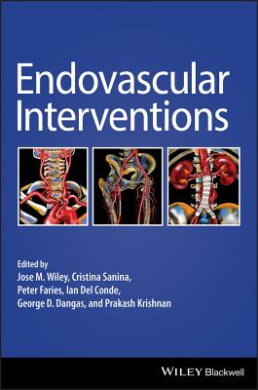 Endovascular
Interventions
Edited by
Jose M. Wiley, Cristina Sanina,
Peter Faries, Ian Del Conde,
George D. Dangas, and Prakash Krishnan
WILEY Blackwell